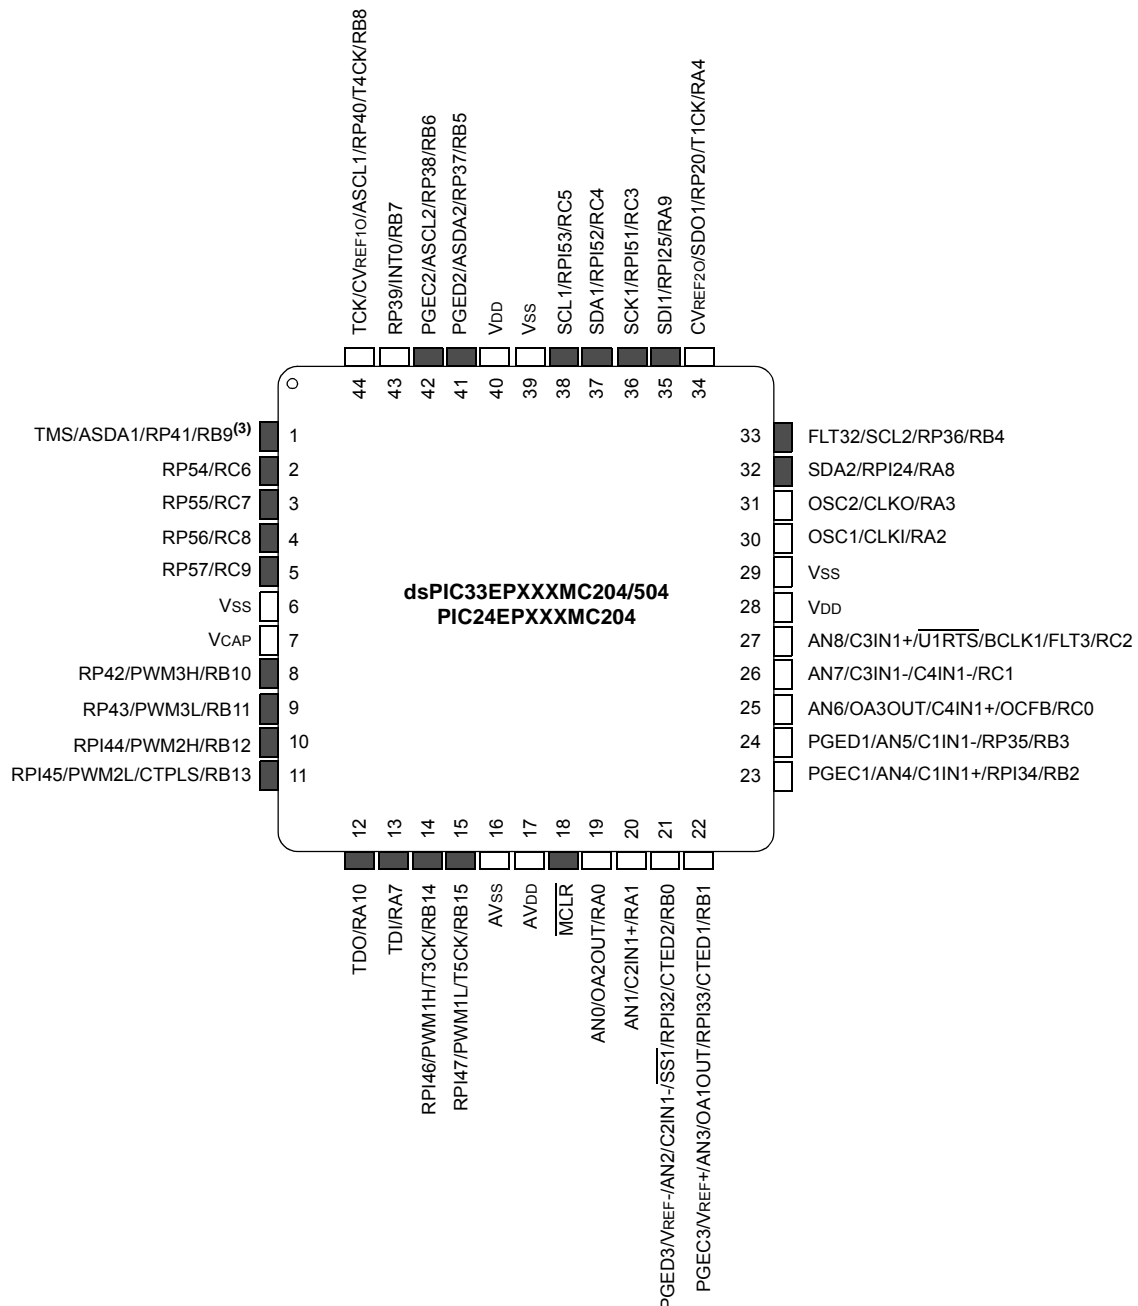 TCK/CVREF1O/ASCL1/RP40/T4CK/RB8
RP39/INT0/RB7
PGEC2/ASCL2/RP38/RB6
PGED2/ASDA2/RP37/RB5
VDD
VSS
SCL1/RPI53/RC5
SDA1/RPI52/RC4
SCK1/RPI51/RC3
SDI1/RPI25/RA9
CVREF2O/SDO1/RP20/T1CK/RA4
44
43
42
41
40
39
38
37
36
35
34
TMS/ASDA1/RP41/RB9(3) 1
RP54/RC6 2
RP55/RC7 3
RP56/RC8 4
RP57/RC9 5
VSS 6
VCAP 7
RP42/PWM3H/RB10 8
RP43/PWM3L/RB11 9
RPI44/PWM2H/RB12 10
RPI45/PWM2L/CTPLS/RB13 11
dsPIC33EPXXXMC204/504
PIC24EPXXXMC204
33 FLT32/SCL2/RP36/RB4
32 SDA2/RPI24/RA8
31 OSC2/CLKO/RA3
30 OSC1/CLKI/RA2
29 VSS
28 VDD
27 AN8/C3IN1+/U1RTS/BCLK1/FLT3/RC2
26 AN7/C3IN1-/C4IN1-/RC1
25 AN6/OA3OUT/C4IN1+/OCFB/RC0
24 PGED1/AN5/C1IN1-/RP35/RB3
23 PGEC1/AN4/C1IN1+/RPI34/RB2
12
13
14
15
16
17
18
19
20
21
22
TDO/RA10
TDI/RA7
RPI46/PWM1H/T3CK/RB14
RPI47/PWM1L/T5CK/RB15
AVSS
AVDD
MCLR
AN0/OA2OUT/RA0
AN1/C2IN1+/RA1
PGED3/VREF-/AN2/C2IN1-/SS1/RPI32/CTED2/RB0
PGEC3/VREF+/AN3/OA1OUT/RPI33/CTED1/RB1